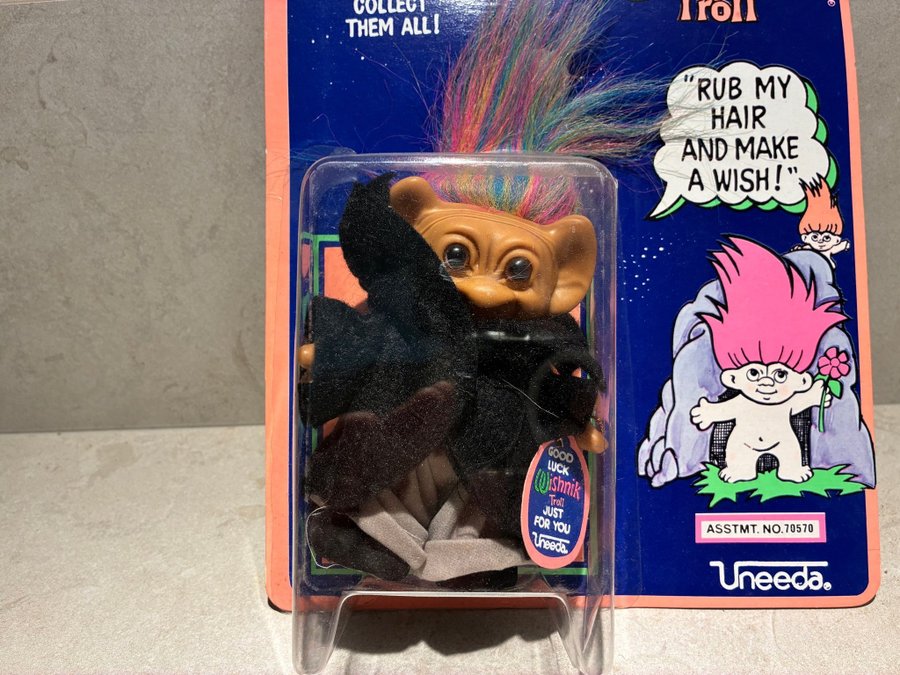 COLLECT
THEM ALL!
Troll
"RUB MY
HAIR
AND MAKE
A WISH!"
GOOD
LUCK
Wishnik
Troll
JUST
FOR YOU
Uneeda®
ASSTMT. NO. 70570
Uneeda®